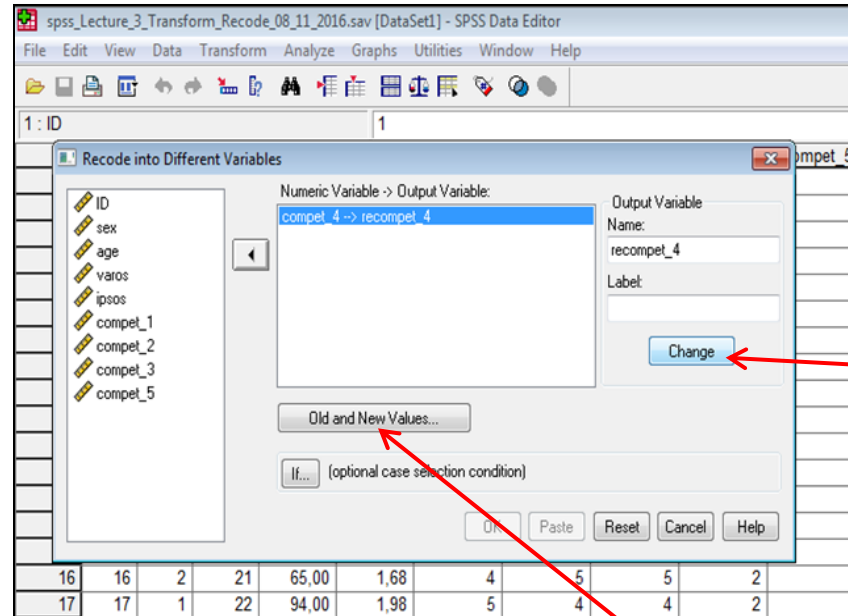 spss_Lecture_3_Transform_Recode_08_11_2016.sav [DataSet1] - SPSS Data Editor
File Edit View Data Transform Analyze Graphs Utilities Window Help
1 : ID 1
Recode into Different Variables
ID
sex
age
varos
ipsos
compet_1
compet_2
compet_3
compet_5
Numeric Variable -> Output Variable:
compet_4 --> recompet_4
Output Variable
Name:
recompet_4
Label:
Change
Old and New Values...
If... (optional case selection condition)
OK Paste Reset Cancel Help
ompet_5
16 16 2 21 65,00 1,68 4 5 5 2
17 17 1 22 94,00 1,98 5 4 4 2